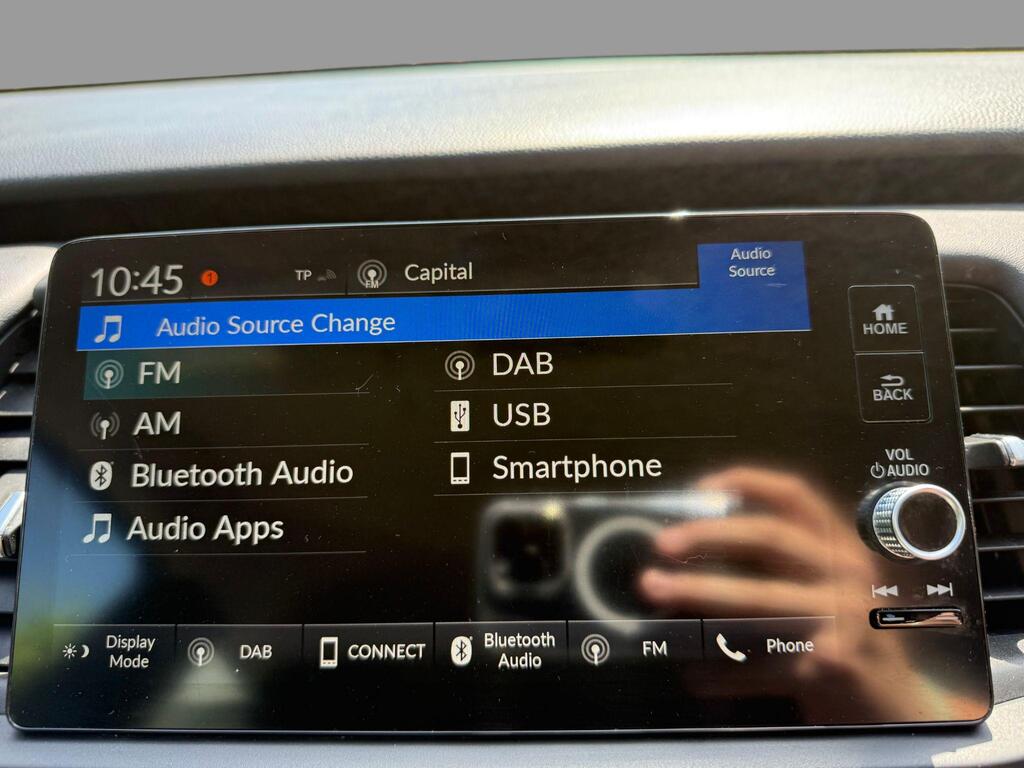 10:45 1 TP FM Capital Audio
Source
Audio Source Change
FM DAB
AM USB
Bluetooth Audio Smartphone
Audio Apps
HOME
BACK
VOL
AUDIO
Display
Mode
DAB
CONNECT
Bluetooth
Audio
FM
Phone